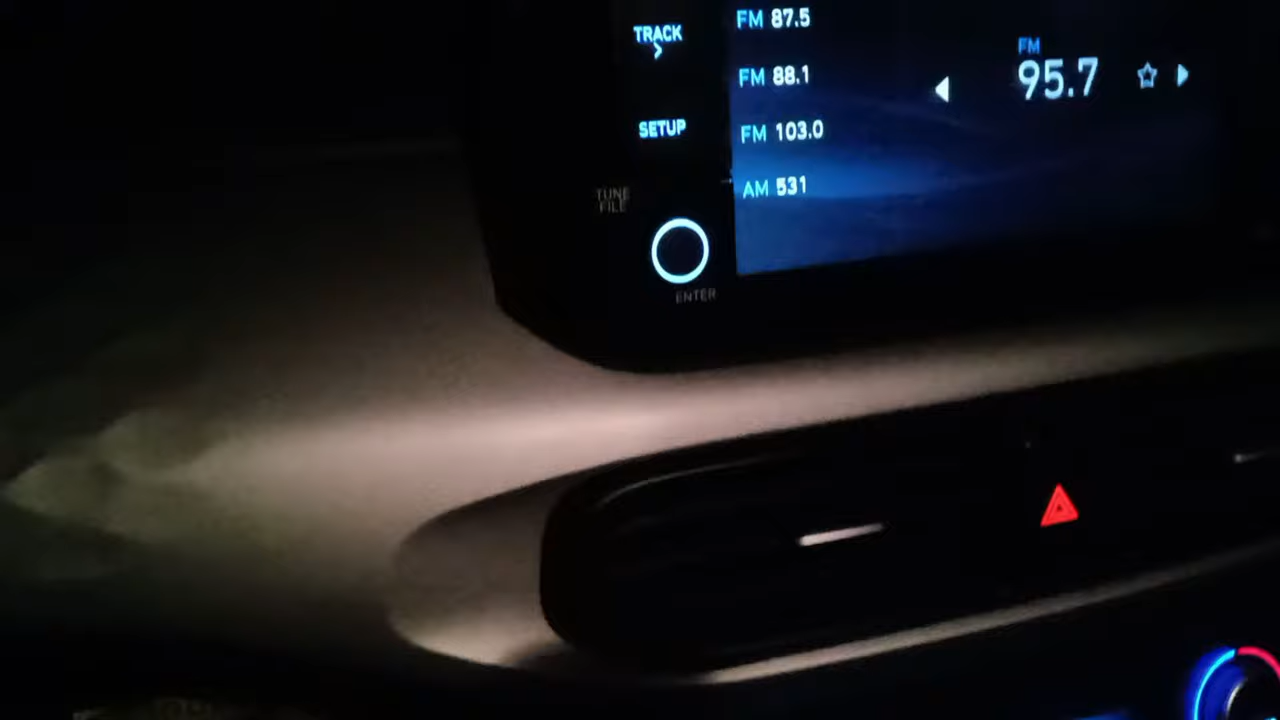 TRACK
>
SETUP
TUNE
FILE
ENTER
FM 87.5
FM 88.1
FM 103.0
AM 531
FM
95.7